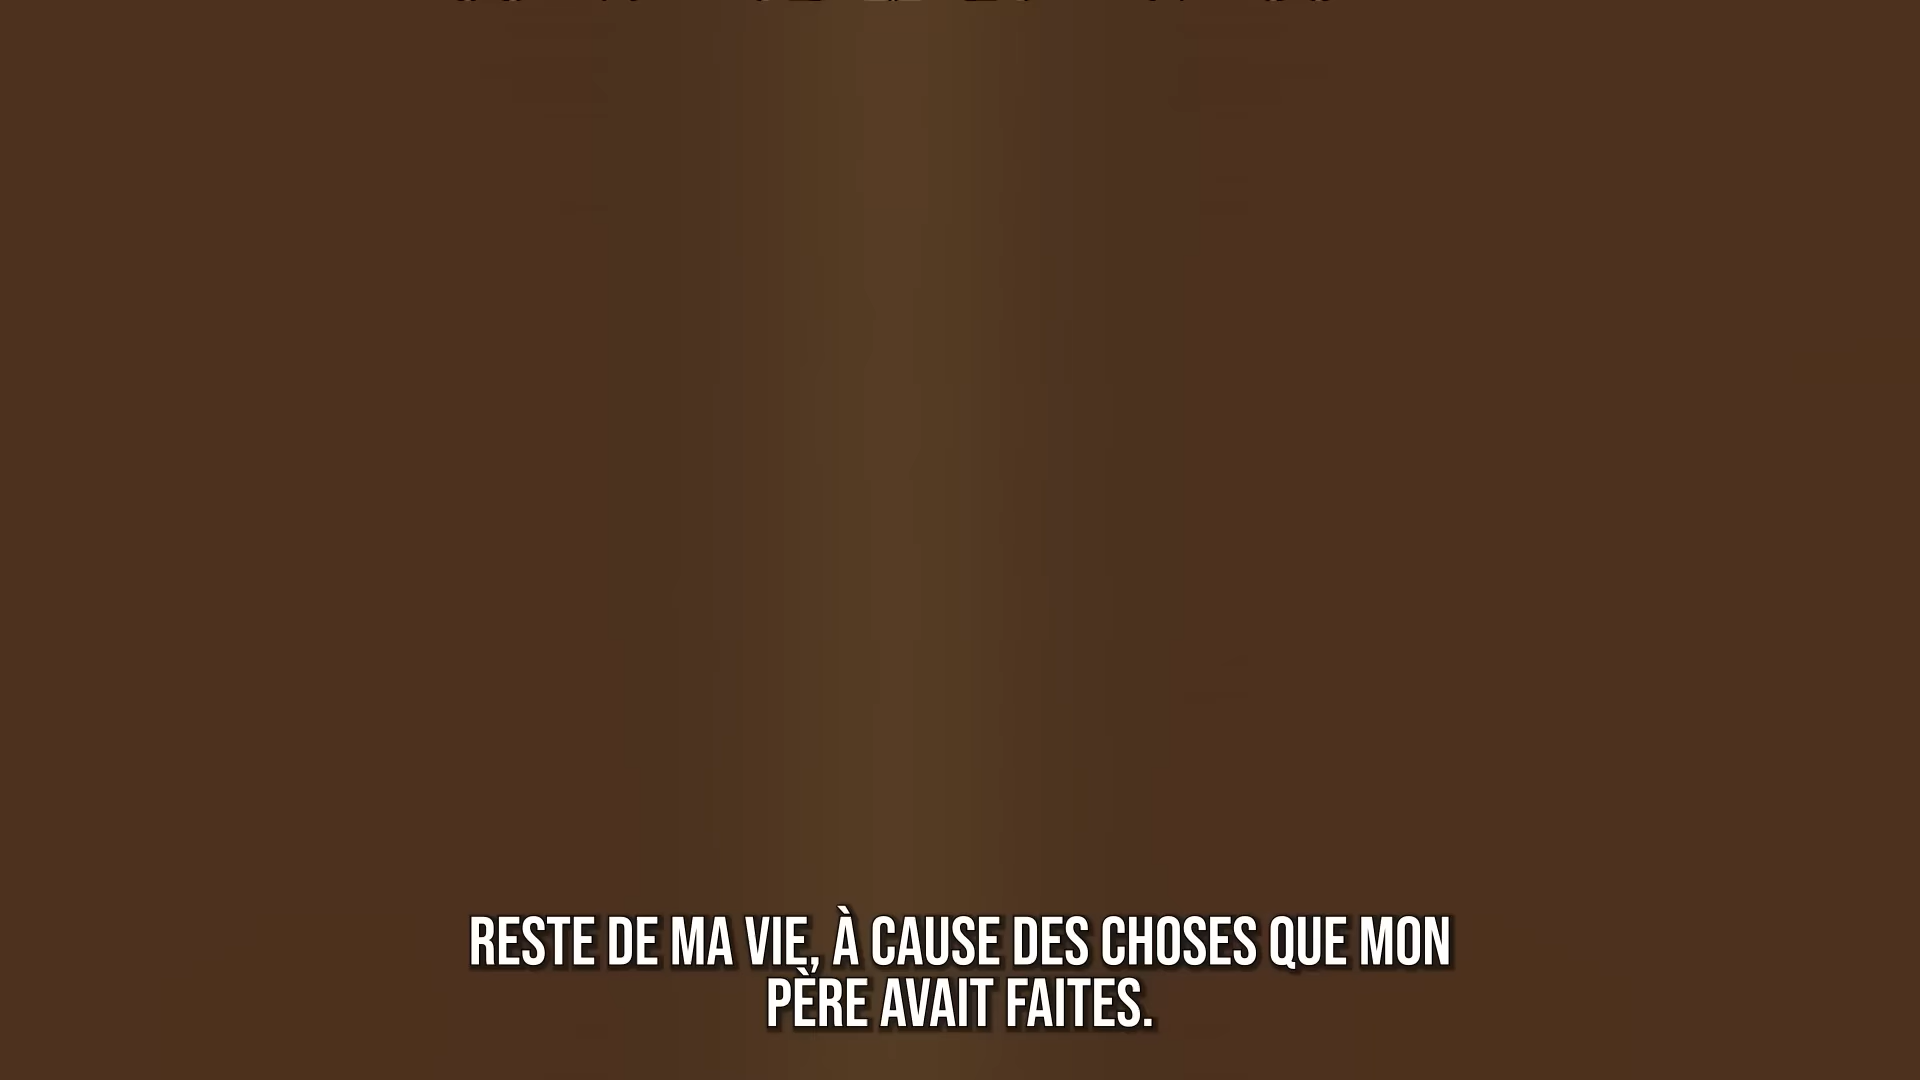 RESTE DE MA VIE, À CAUSE DES CHOSES QUE MON
PÈRE AVAIT FAITES.